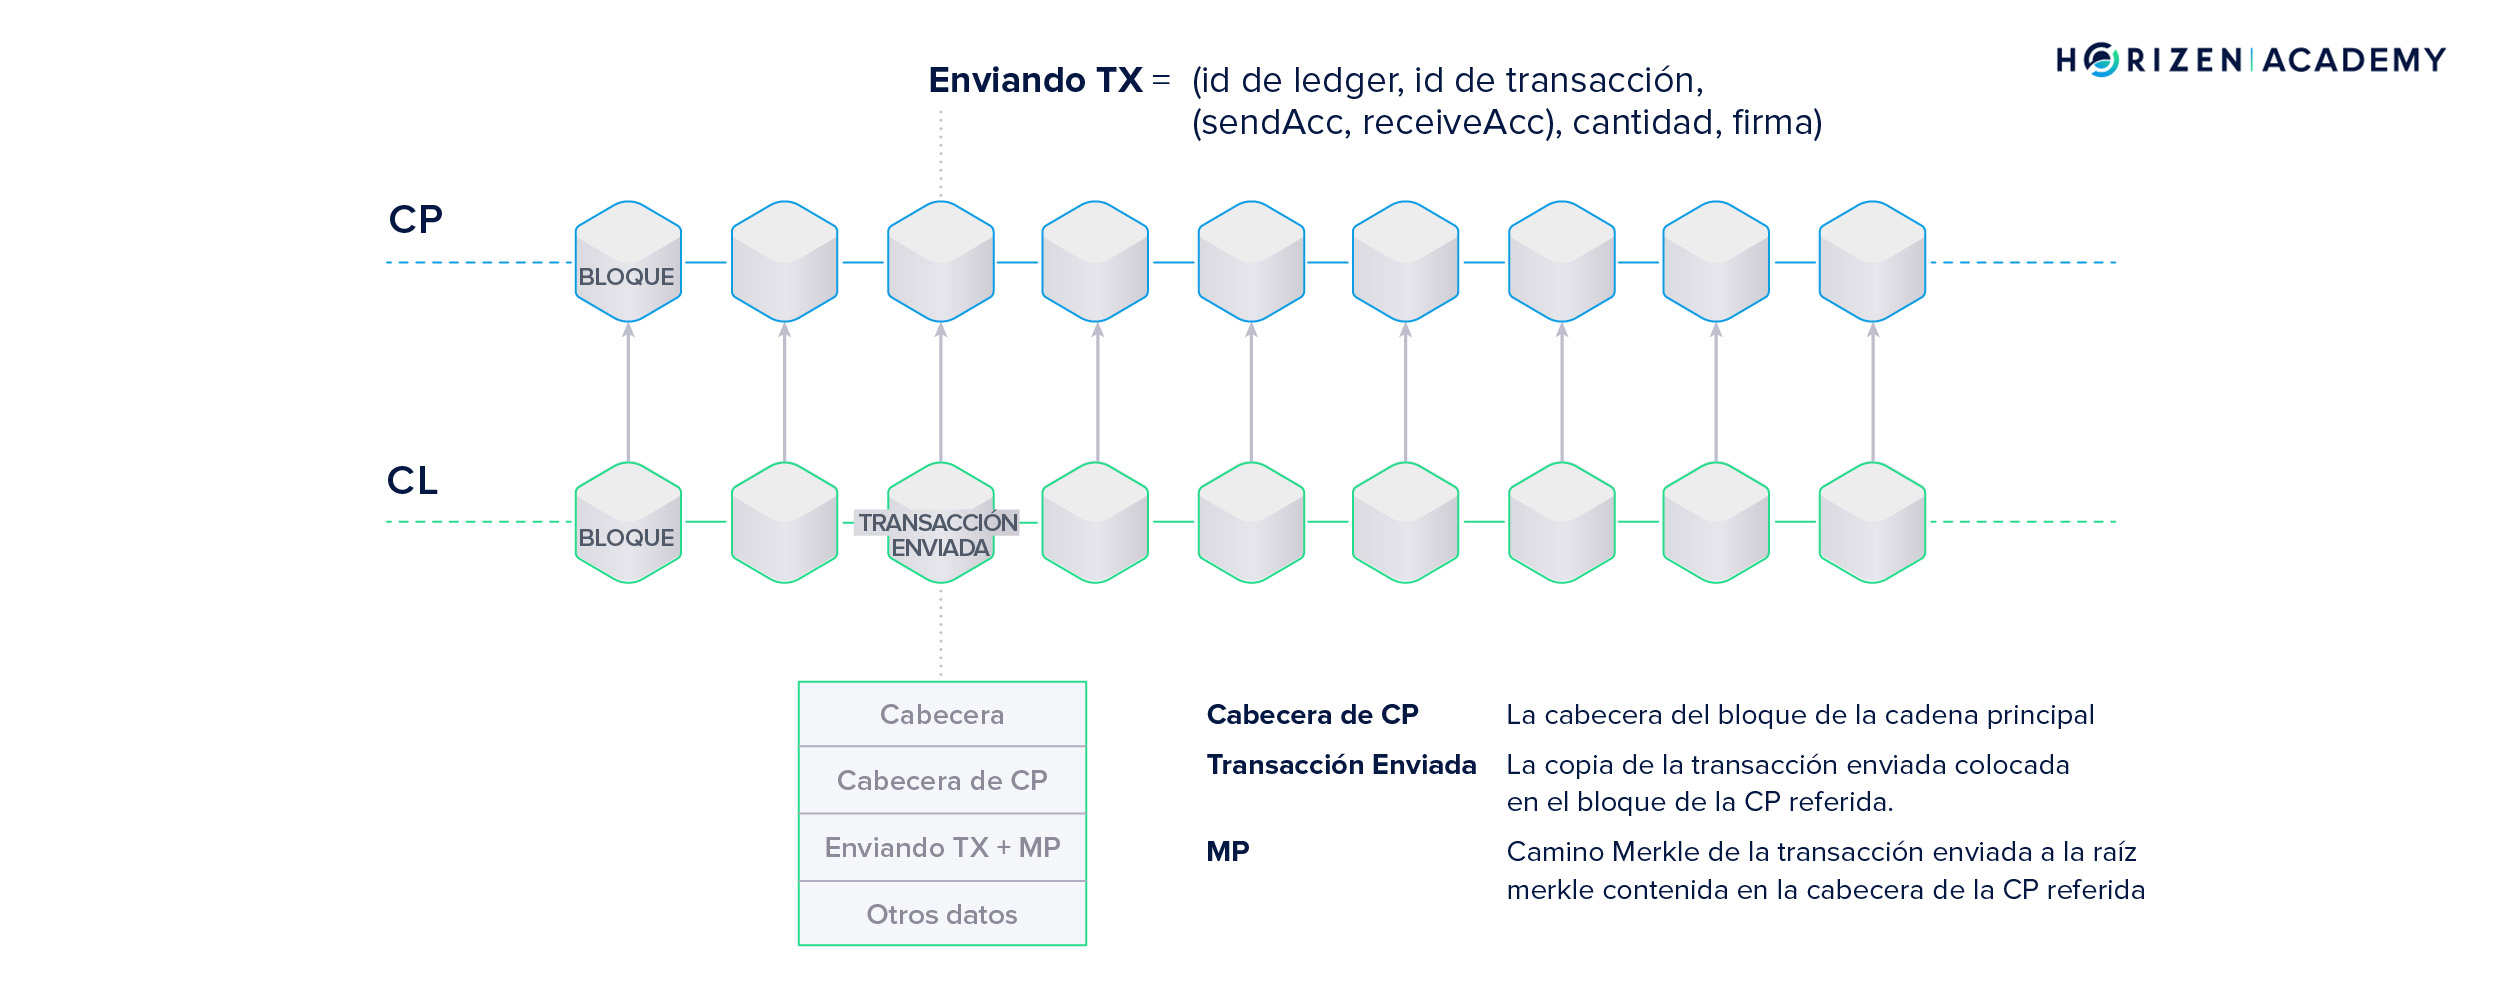 HORIZEN | ACADEMY
Enviando TX = (id de ledger, id de transacción,
(sendAcc, receiveAcc), cantidad, firma)
CP
BLOQUE
CL
BLOQUE
TRANSACCIÓN
ENVIADA
Cabecera
Cabecera de CP
Enviando TX + MP
Otros datos
Cabecera de CP La cabecera del bloque de la cadena principal
Transacción Enviada La copia de la transacción enviada colocada
en el bloque de la CP referida.
MP Camino Merkle de la transacción enviada a la raíz
merkle contenida en la cabecera de la CP referida